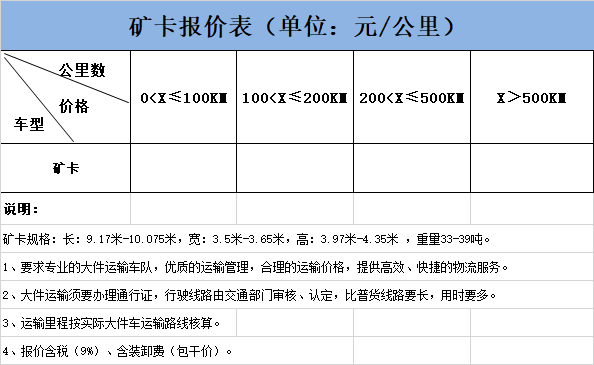 矿卡报价表（单位：元/公里）
公里数
价格
车型
0<X≤100KM
100<X≤200KM
200<X≤500KM
X＞500KM
矿卡
说明：
矿卡规格：长：9.17米-10.075米，宽：3.5米-3.65米，高：3.97米-4.35米 ，重量33-39吨。
1、要求专业的大件运输车队，优质的运输管理，合理的运输价格，提供高效、快捷的物流服务。
2、大件运输须要办理通行证，行驶线路由交通部门审核、认定，比普货线路要长，用时要多。
3、运输里程按实际大件车运输路线核算。
4、报价含税（9%）、含装卸费（包干价）。